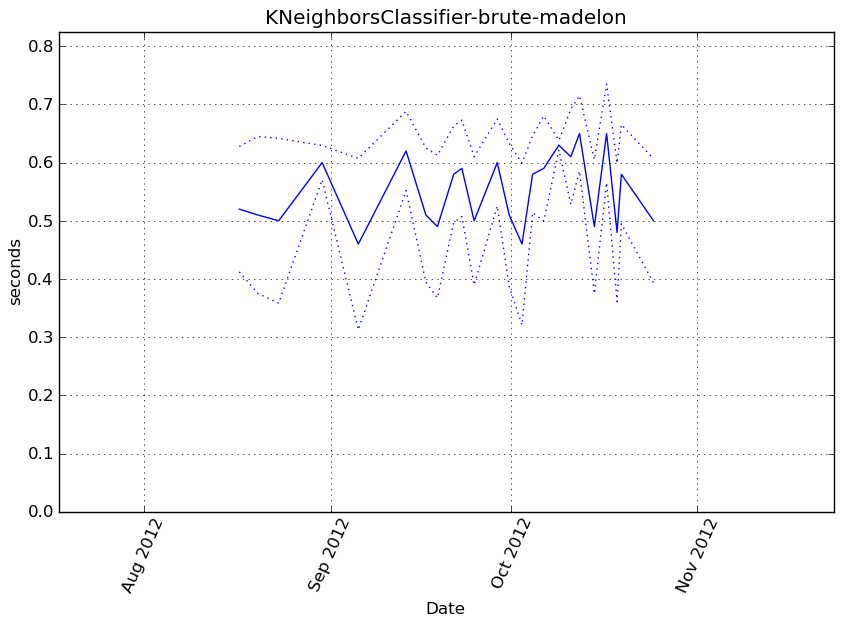 KNeighborsClassifier-brute-madelon
0.8
0.7
0.6
0.5
0.4
0.3
0.2
0.1
0.0
seconds
Aug 2012
Sep 2012
Oct 2012
Nov 2012
Date